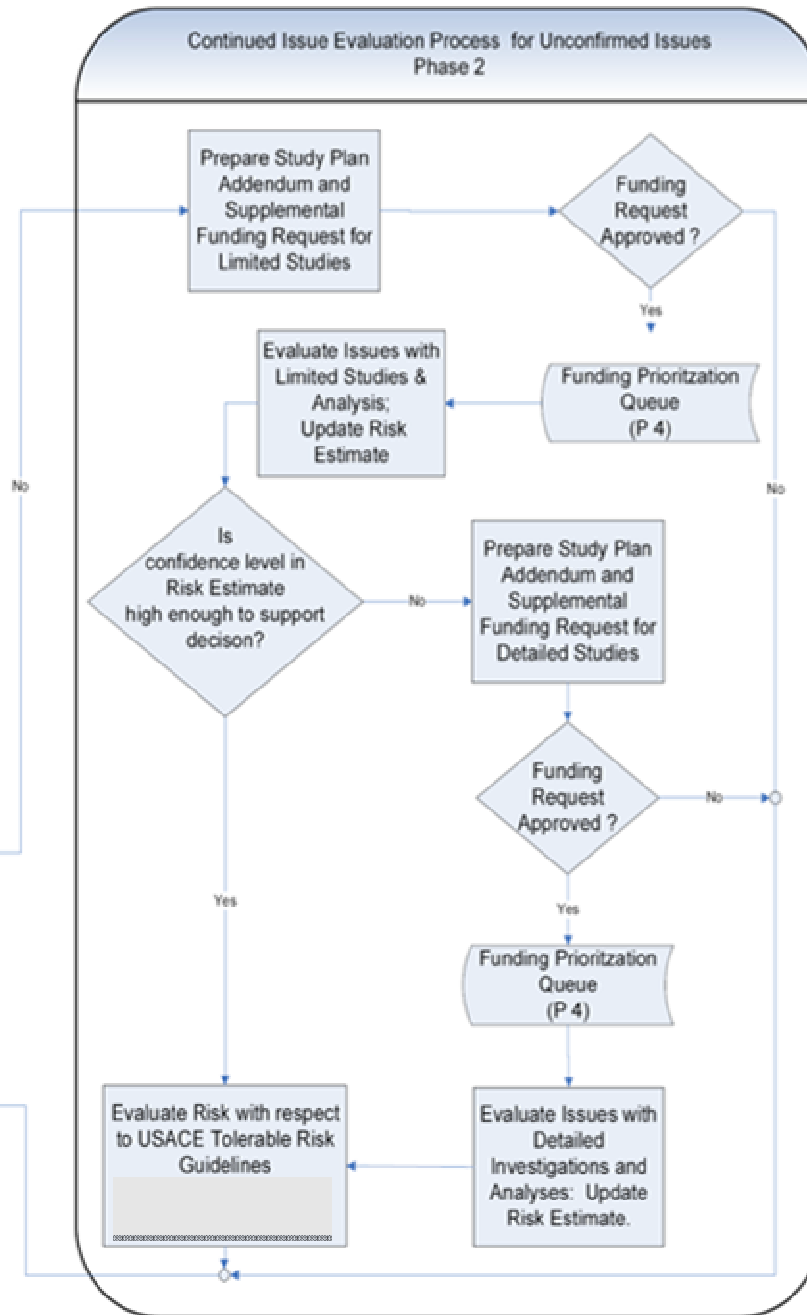 Continued Issue Evaluation Process for Unconfirmed Issues
Phase 2
Prepare Study Plan
Addendum and
Supplemental
Funding Request for
Limited Studies
Funding
Request
Approved ?
Yes
Evaluate Issues with
Limited Studies &
Analysis;
Update Risk
Estimate
Funding Prioritzation
Queue
(P 4)
No
No
Is
confidence level in
Risk Estimate
high enough to support
decison?
No
Prepare Study Plan
Addendum and
Supplemental
Funding Request for
Detailed Studies
Funding
Request
Approved ?
No
Yes
Yes
Funding Prioritzation
Queue
(P 4)
Evaluate Risk with respect
to USACE Tolerable Risk
Guidelines
Evaluate Issues with
Detailed
Investigations and
Analyses: Update
Risk Estimate.